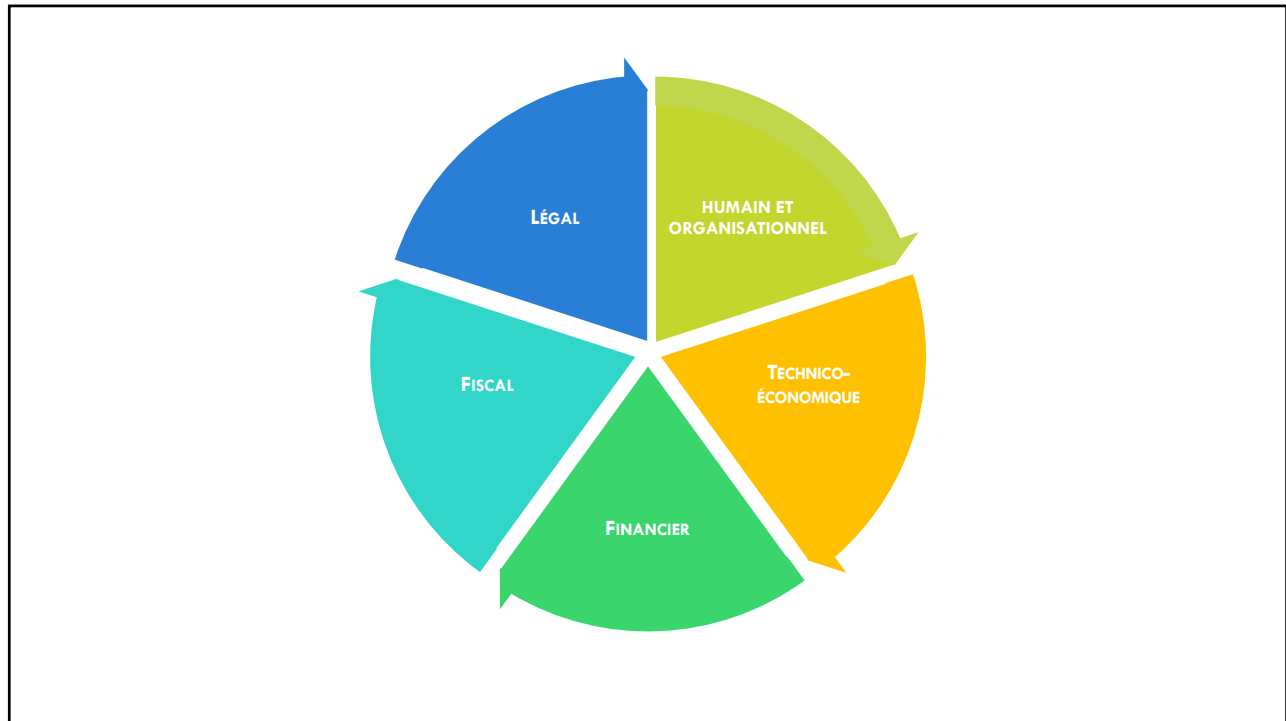 LÉGAL
HUMAIN ET
ORGANISATIONNEL
TECHNICO-
ÉCONOMIQUE
FISCAL
FINANCIER